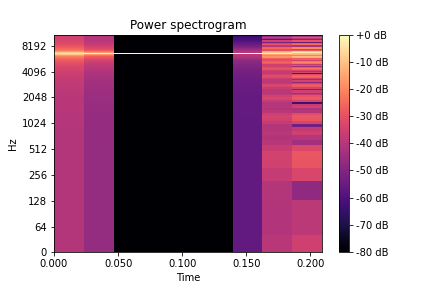 Power spectrogram
8192
4096
2048
1024
512
256
128
64
0
Hz
0.000 0.050 0.100 0.150 0.200
Time
+0 dB
-10 dB
-20 dB
-30 dB
-40 dB
-50 dB
-60 dB
-70 dB
-80 dB